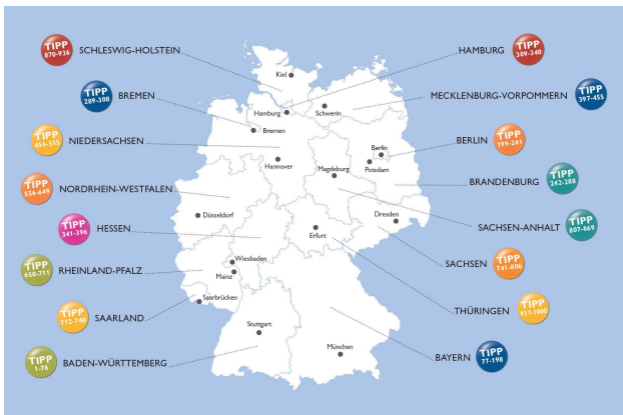 TIPP
870-936
SCHLESWIG-HOLSTEIN
HAMBURG
TIPP
309-340
TIPP
289-308
BREMEN
MECKLENBURG-VORPOMMERN
TIPP
397-455
TIPP
456-555
NIEDERSACHSEN
BERLIN
TIPP
199-241
TIPP
556-649
NORDRHEIN-WESTFALEN
BRANDENBURG
TIPP
242-288
TIPP
341-396
HESSEN
SACHSEN-ANHALT
TIPP
807-869
TIPP
650-711
RHEINLAND-PFALZ
SACHSEN
TIPP
741-806
TIPP
712-740
SAARLAND
THÜRINGEN
TIPP
937-1000
TIPP
1-76
BADEN-WÜRTTEMBERG
BAYERN
TIPP
77-198
Kiel
Hamburg
Schwerin
Bremen
Berlin
Hannover
Magdeburg
Potsdam
Düsseldorf
Dresden
Erfurt
Wiesbaden
Mainz
Saarbrücken
Stuttgart
München